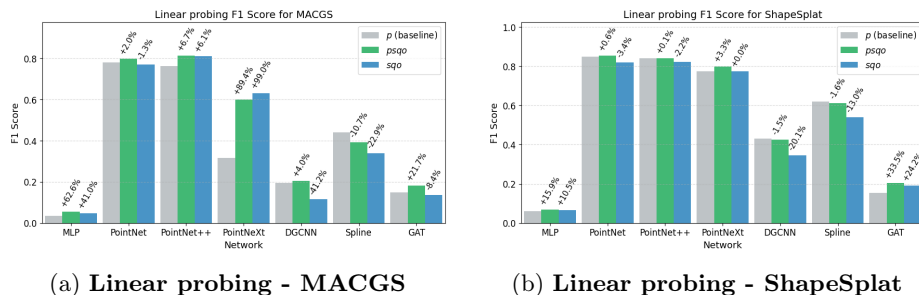 Linear probing F1 Score for MACGS
F1 Score
0.8
0.6
0.4
0.2
0.0
+62.6%
+41.0%
+2.0%
-1.3%
+6.7%
+6.1%
+89.4%
+99.0%
+4.0%
-41.2%
-10.7%
-22.9%
+21.7%
-8.4%
p (baseline)
psqo
sqo
MLP PointNet PointNet++ PointNeXt DGCNN Spline GAT
Network
(a) Linear probing - MACGS
Linear probing F1 Score for ShapeSplat
F1 Score
1.0
0.8
0.6
0.4
0.2
0.0
+15.9%
+10.5%
+0.6%
-3.4%
+0.1%
-2.2%
+3.3%
+0.0%
-1.5%
-20.1%
-1.6%
-13.0%
+33.5%
+24.2%
p (baseline)
psqo
sqo
MLP PointNet PointNet++ PointNeXt DGCNN Spline GAT
Network
(b) Linear probing - ShapeSplat